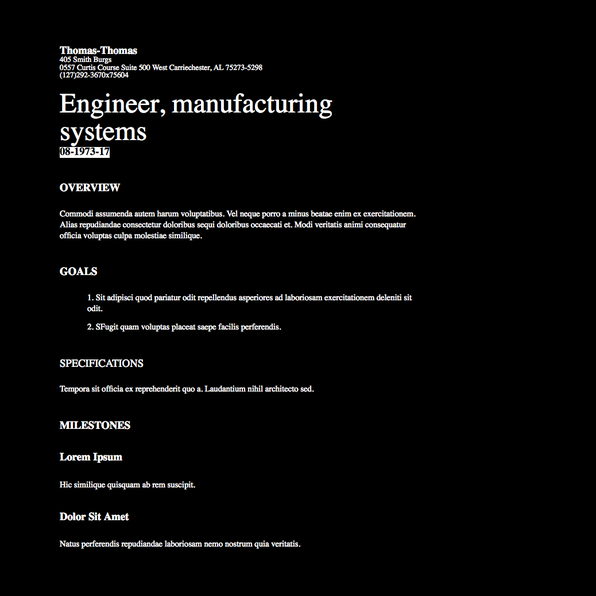 Thomas-Thomas
405 Smith Burgs
0557 Curtis Course Suite 500 West Carriechester, AL 75273-5298
(127)292-3670x75604
Engineer, manufacturing
systems
08-1973-17
OVERVIEW
Commodi assumenda autem harum voluptatibus. Vel neque porro a minus beatae enim ex exercitationem.
Alias repudiandae consectetur doloribus sequi doloribus occaecati et. Modi veritatis animi consequatur
officia voluptas culpa molestiae similique.
GOALS
1. Sit adipisci quod pariatur odit repellendus asperiores ad laboriosam exercitationem deleniti sit
odit.
2. SFugit quam voluptas placeat saepe facilis perferendis.
SPECIFICATIONS
Tempora sit officia ex reprehenderit quo a. Laudantium nihil architecto sed.
MILESTONES
Lorem Ipsum
Hic similique quisquam ab rem suscipit.
Dolor Sit Amet
Natus perferendis repudiandae laboriosam nemo nostrum quia veritatis.